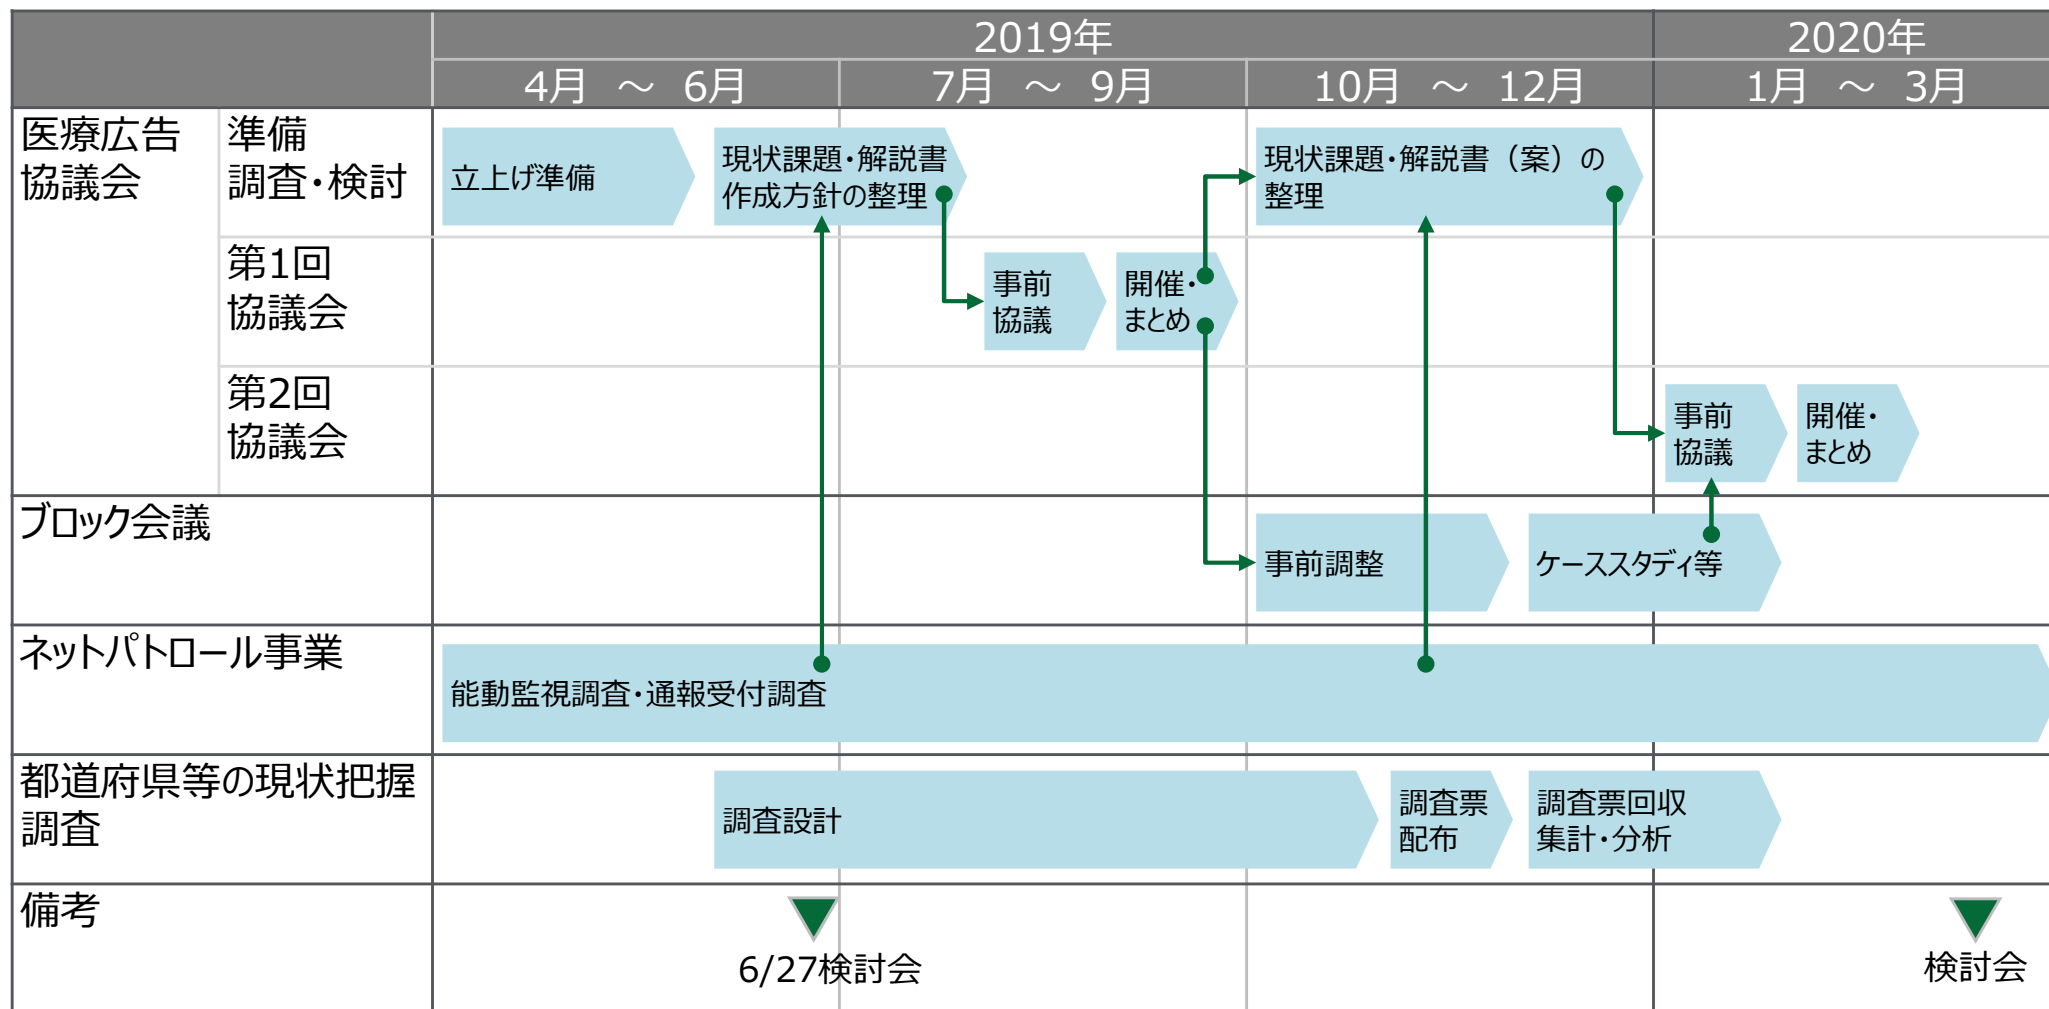 2019年
2020年
4月 ～ 6月
7月 ～ 9月
10月 ～ 12月
1月 ～ 3月
医療広告
協議会
準備
調査・検討
立上げ準備
現状課題・解説書
作成方針の整理
現状課題・解説書（案）の
整理
第1回
協議会
事前
協議
開催・
まとめ
第2回
協議会
事前
協議
開催・
まとめ
ブロック会議
事前調整
ケーススタディ等
ネットパトロール事業
能動監視調査・通報受付調査
都道府県等の現状把握
調査
調査設計
調査票
配布
調査票回収
集計・分析
備考
6/27検討会
検討会